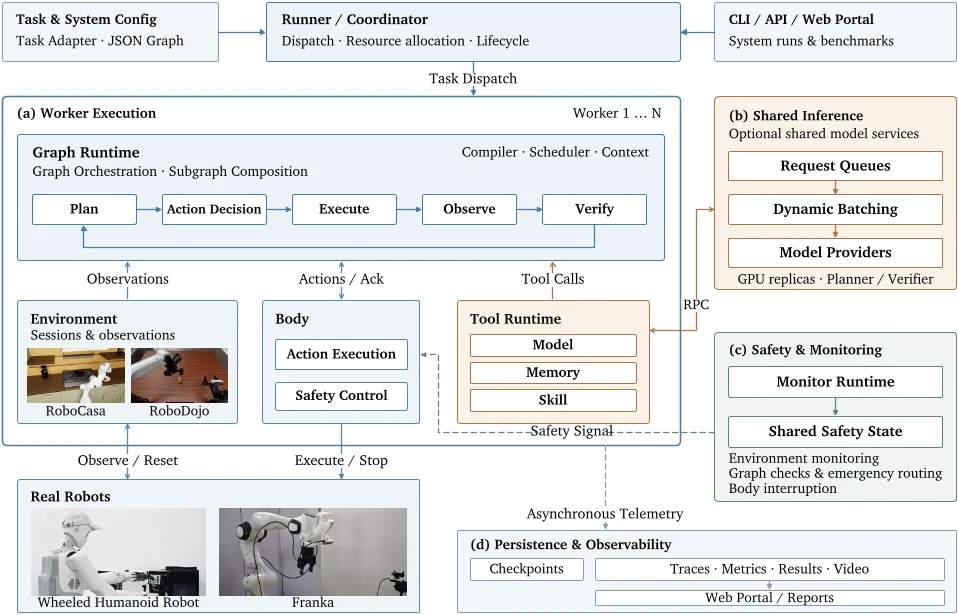 Task & System Config
Task Adapter · JSON Graph
Runner / Coordinator
Dispatch · Resource allocation · Lifecycle
CLI / API / Web Portal
System runs & benchmarks
Task Dispatch
(a) Worker Execution
Worker 1 … N
Graph Runtime
Graph Orchestration · Subgraph Composition
Compiler · Scheduler · Context
Plan
Action Decision
Execute
Observe
Verify
Observations
Actions / Ack
Tool Calls
Environment
Sessions & observations
RoboCasa
RoboDojo
Body
Action Execution
Safety Control
Tool Runtime
Model
Memory
Skill
RPC
Safety Signal
(b) Shared Inference
Optional shared model services
Request Queues
Dynamic Batching
Model Providers
GPU replicas · Planner / Verifier
(c) Safety & Monitoring
Monitor Runtime
Shared Safety State
Environment monitoring
Graph checks & emergency routing
Body interruption
Observe / Reset
Execute / Stop
Real Robots
Wheeled Humanoid Robot
Franka
Asynchronous Telemetry
(d) Persistence & Observability
Checkpoints
Traces · Metrics · Results · Video
Web Portal / Reports